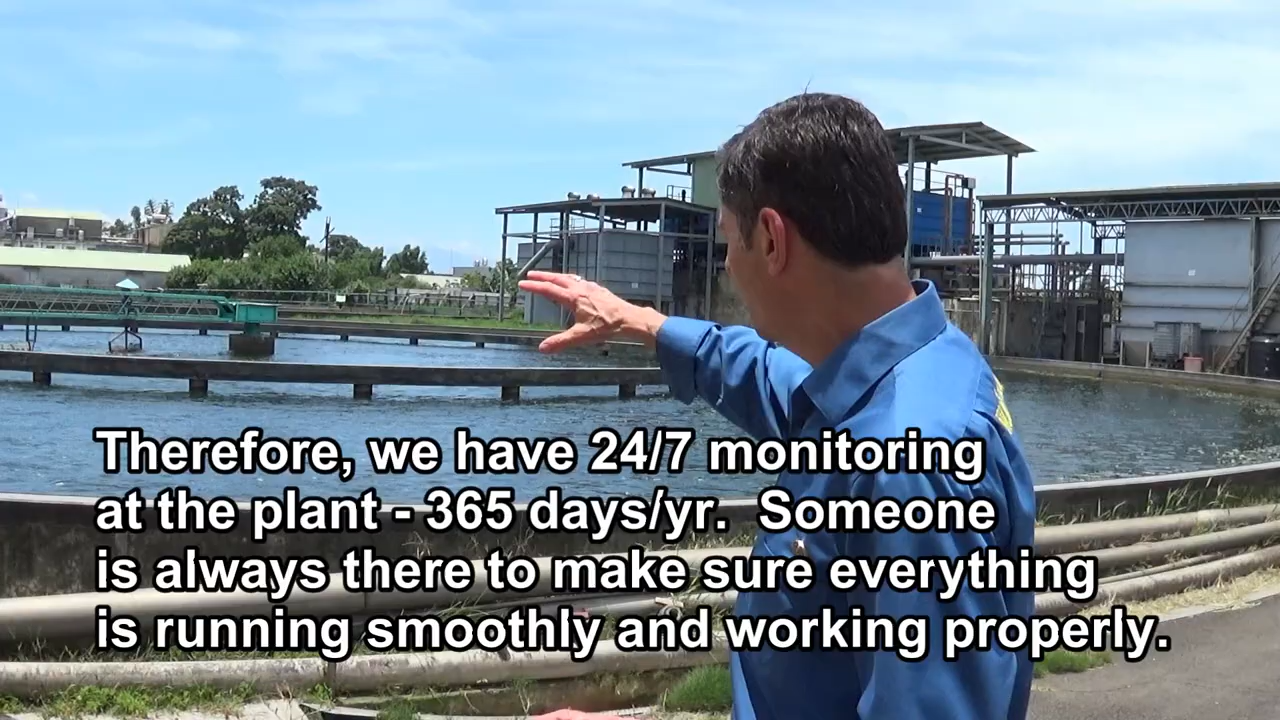 Therefore, we have 24/7 monitoring
at the plant - 365 days/yr.  Someone
is always there to make sure everything
is running smoothly and working properly.